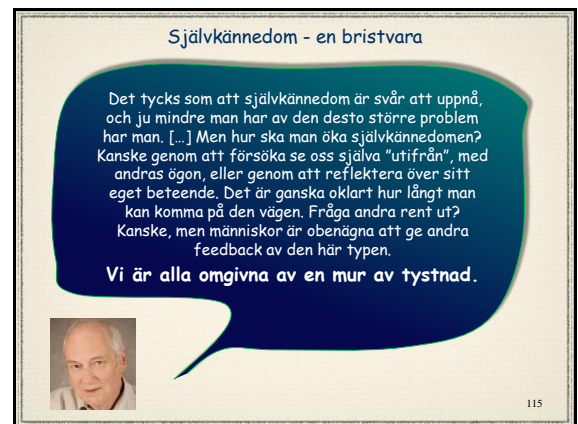 Självkännedom - en bristvara
Det tycks som att självkännedom är svår att uppnå,
och ju mindre man har av den desto större problem
har man. […] Men hur ska man öka självkännedomen?
Kanske genom att försöka se oss själva ”utifrån”, med
andras ögon, eller genom att reflektera över sitt
eget beteende. Det är ganska oklart hur långt man
kan komma på den vägen. Fråga andra rent ut?
Kanske, men människor är obenägna att ge andra
feedback av den här typen.
Vi är alla omgivna av en mur av tystnad.
115